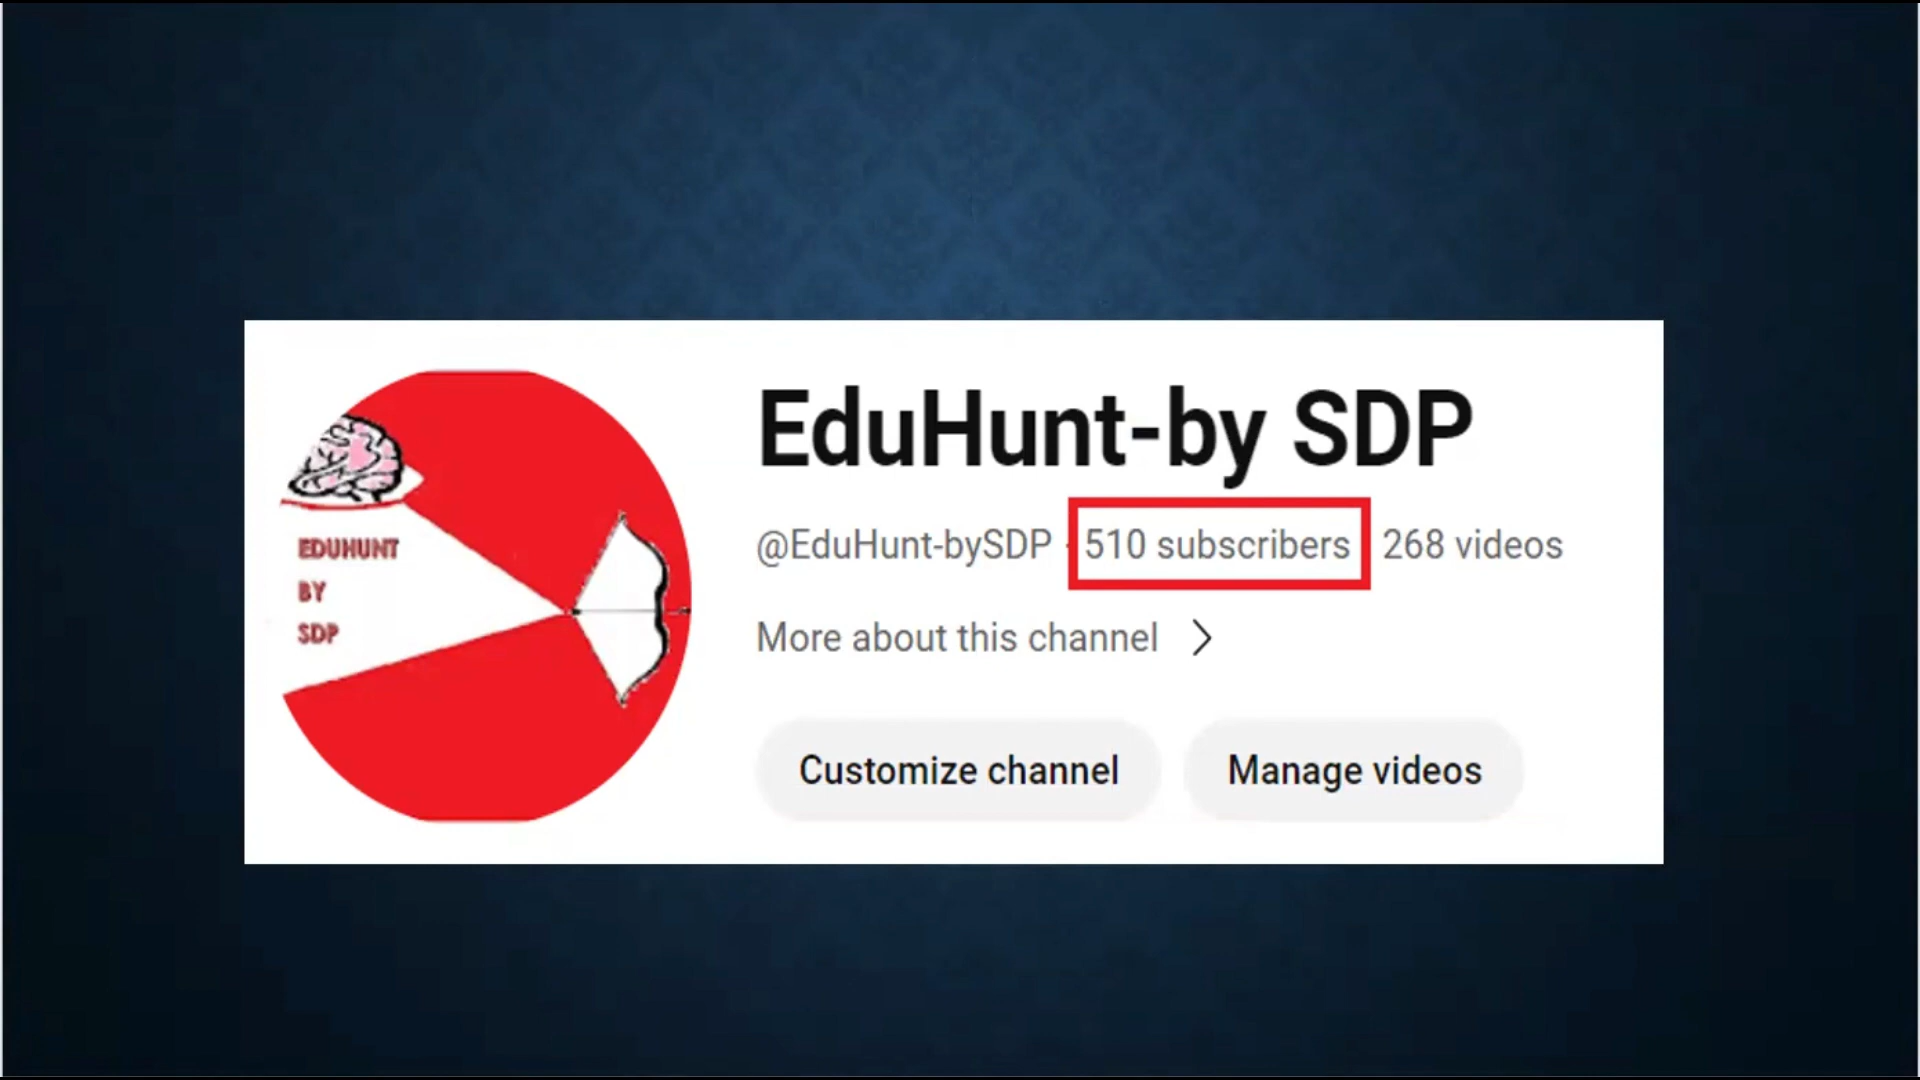 EDUHUNT
BY
SDP
EduHunt-by SDP
@EduHunt-bySDP · 510 subscribers 268 videos
More about this channel >
Customize channel
Manage videos